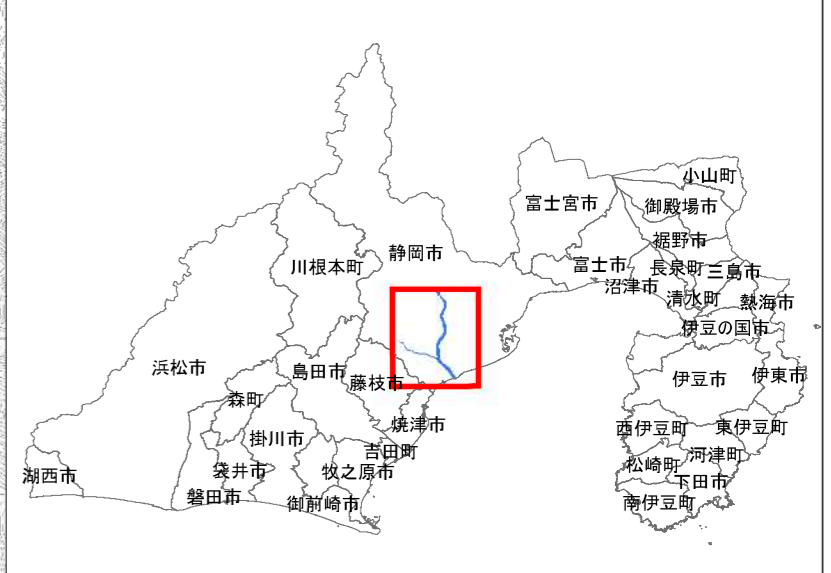 小山町
富士宮市
御殿場市
裾野市
静岡市
富士市
長泉町
三島市
川根本町
沼津市
清水町
熱海市
伊豆の国市
浜松市
島田市
藤枝市
伊豆市
伊東市
森町
焼津市
西伊豆町
東伊豆町
掛川市
吉田町
河津町
湖西市
袋井市
牧之原市
松崎町
下田市
磐田市
御前崎市
南伊豆町